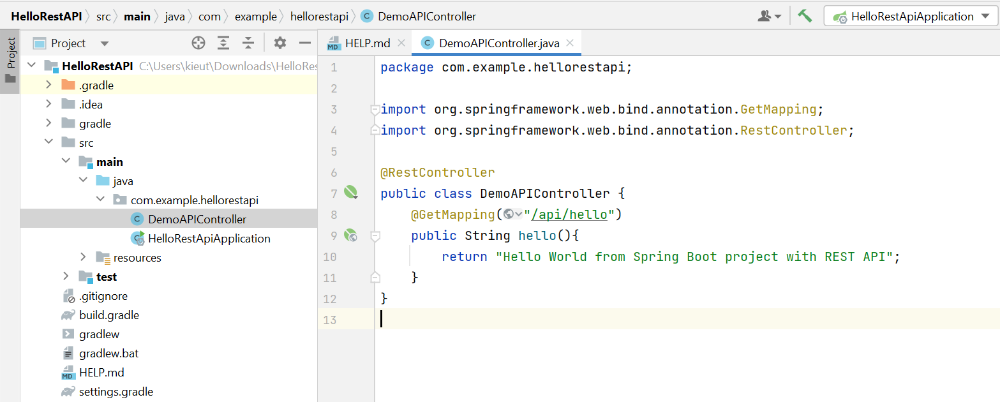 HelloRestAPI src main java com example hellorestapi C DemoAPIController HelloRestApiApplication
Project
Project
HelloRestAPI C:\Users\kieut\Downloads\HelloRes
.gradle
.idea
gradle
src
main
java
com.example.hellorestapi
C DemoAPIController
C HelloRestApiApplication
resources
test
.gitignore
build.gradle
gradlew
gradlew.bat
MD HELP.md
settings.gradle
MD HELP.md C DemoAPIController.java
1 package com.example.hellorestapi;
2
3 import org.springframework.web.bind.annotation.GetMapping;
4 import org.springframework.web.bind.annotation.RestController;
5
6 @RestController
7 public class DemoAPIController {
8 @GetMapping("/api/hello")
9 public String hello(){
10 return "Hello World from Spring Boot project with REST API";
11 }
12 }
13